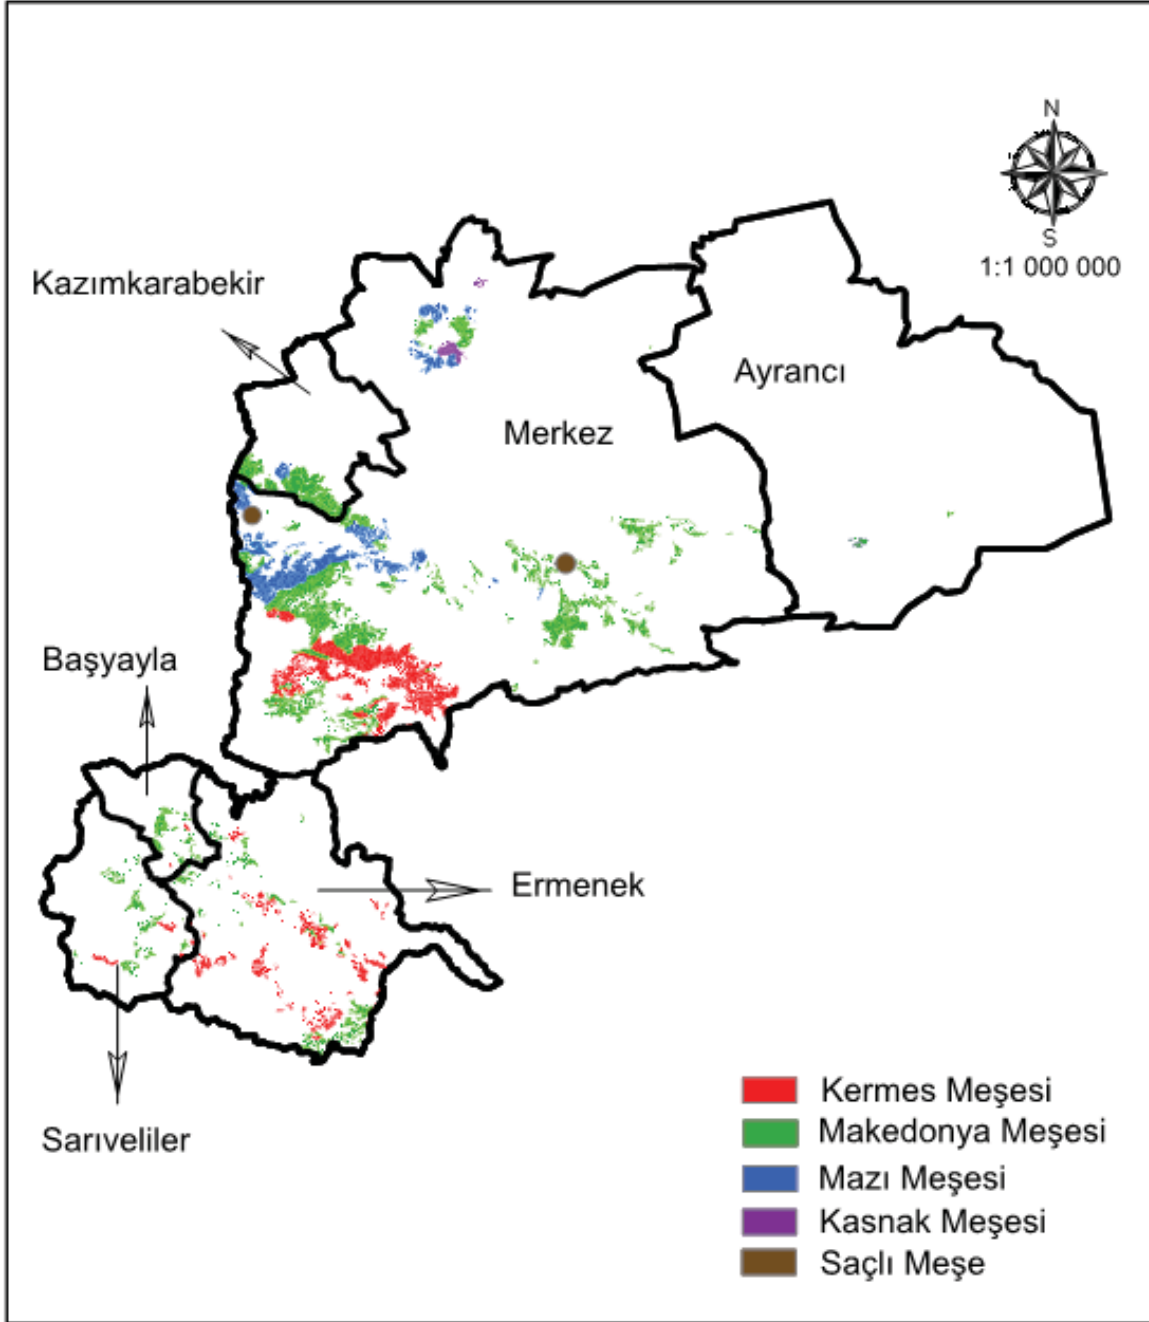 N
S
1:1 000 000
Kazımkarabekir
Ayrancı
Merkez
Başyayla
Ermenek
Sarıveliler
Kermes Meşesi
Makedonya Meşesi
Mazı Meşesi
Kasnak Meşesi
Saçlı Meşe